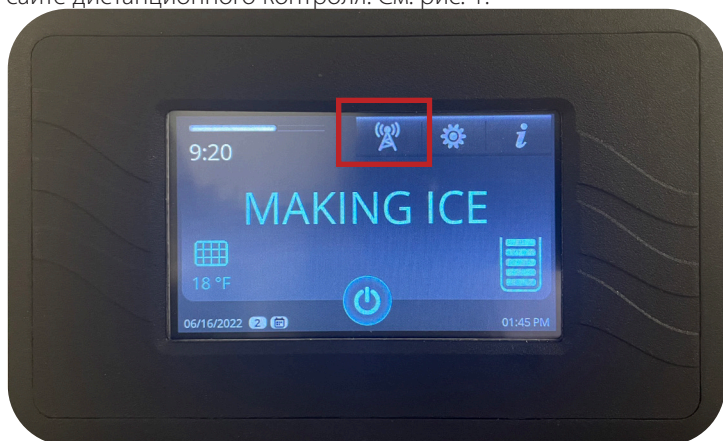 сайте дистанционного контроля. См. рис. 1.
9:20
i
MAKING ICE
18 °F
06/16/2022 2
01:45 PM